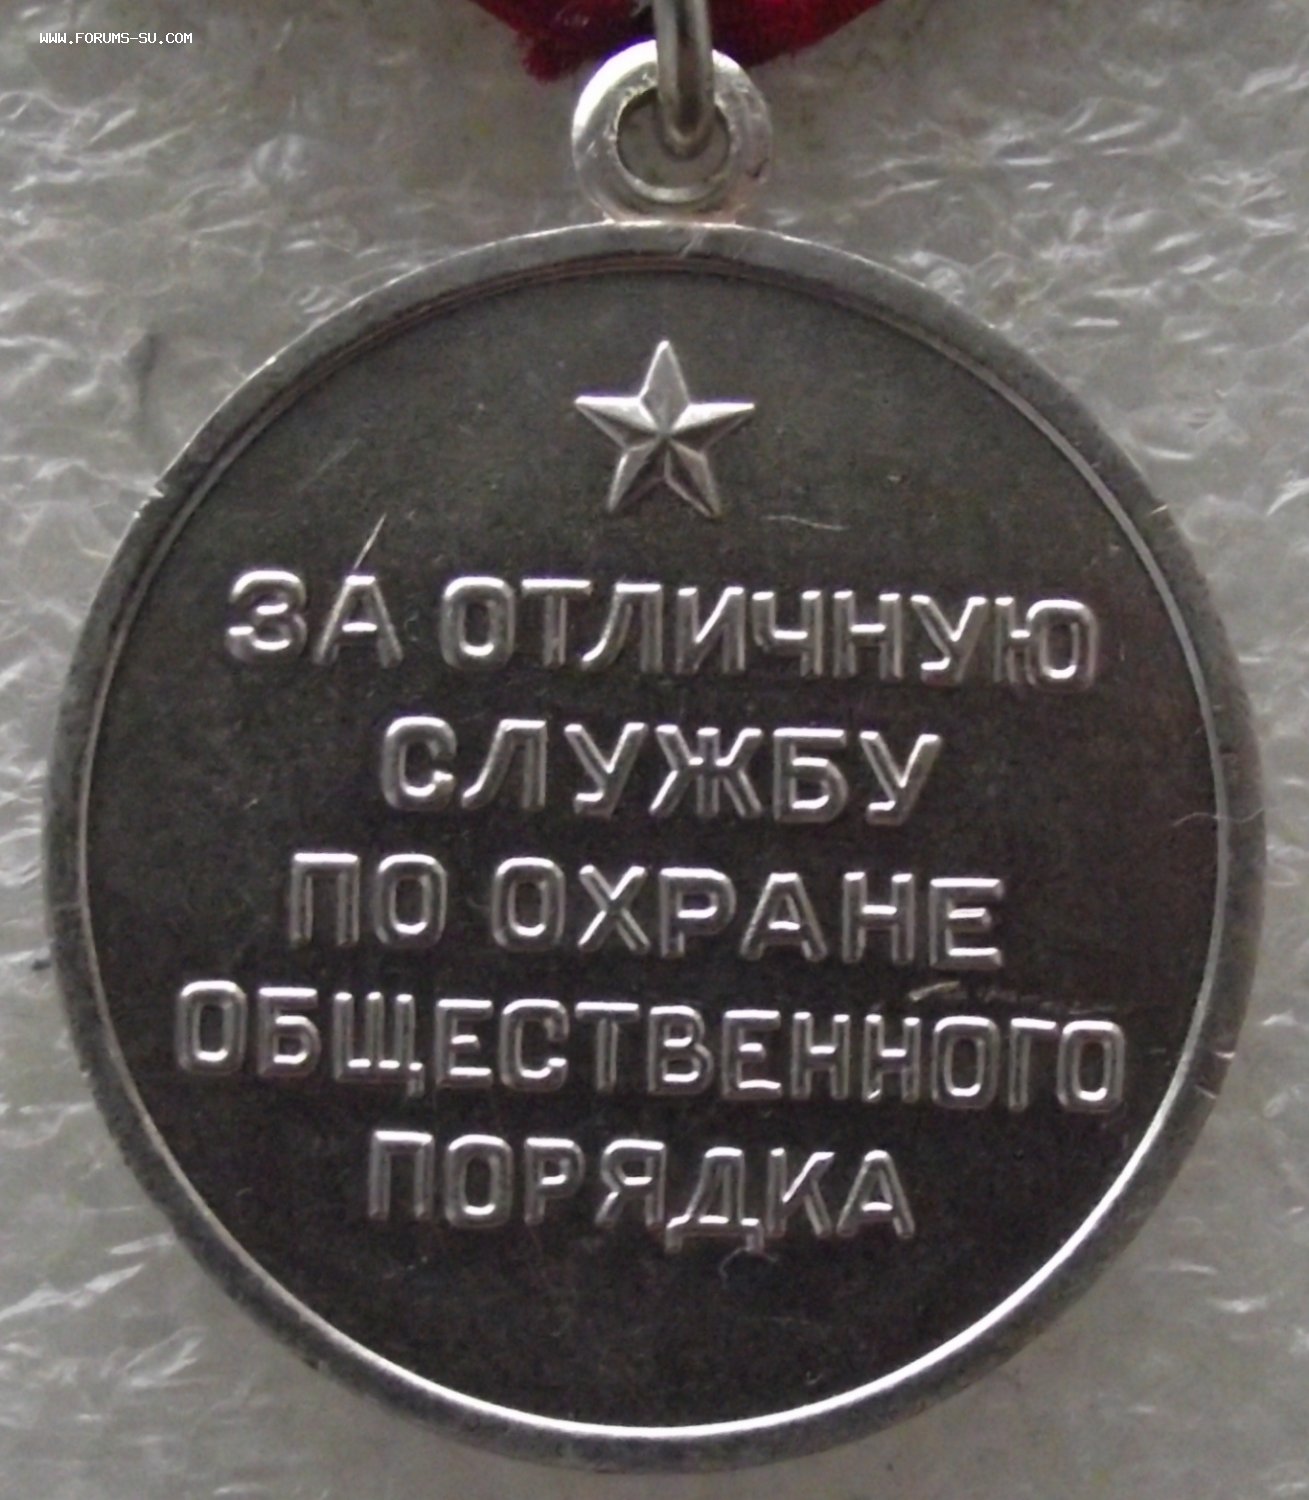 WWW.FORUMS-SU.COM
ЗА ОТЛИЧНУЮ
СЛУЖБУ
ПО ОХРАНЕ
ОБЩЕСТВЕННОГО
ПОРЯДКА